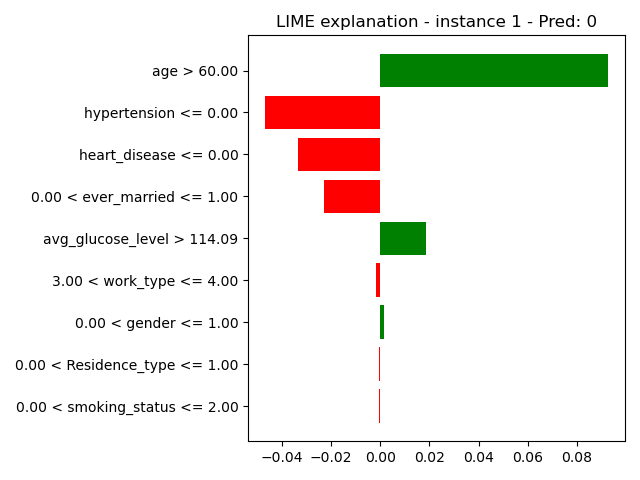 LIME explanation - instance 1 - Pred: 0
age > 60.00
hypertension <= 0.00
heart_disease <= 0.00
0.00 < ever_married <= 1.00
avg_glucose_level > 114.09
3.00 < work_type <= 4.00
0.00 < gender <= 1.00
0.00 < Residence_type <= 1.00
0.00 < smoking_status <= 2.00
−0.04 −0.02 0.00 0.02 0.04 0.06 0.08